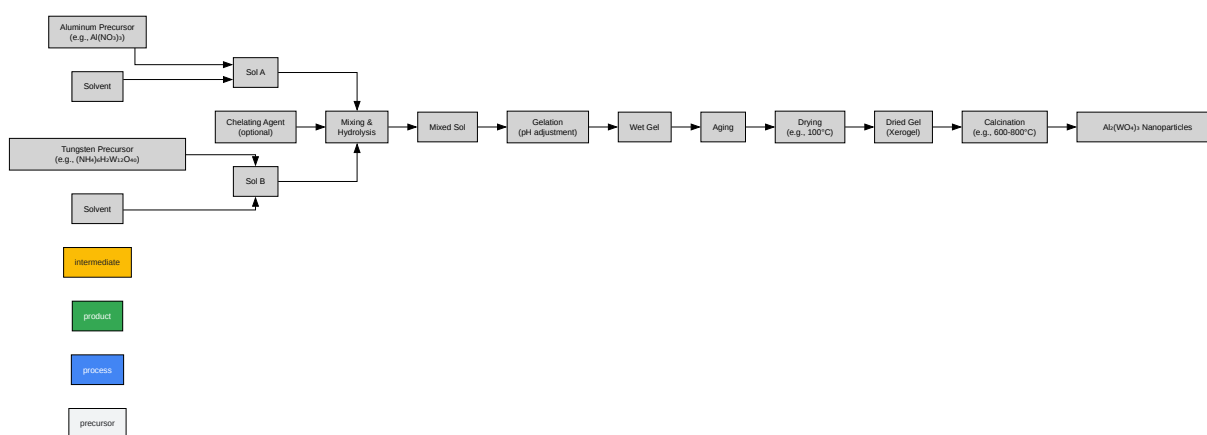 Aluminum Precursor
(e.g., Al(NO₃)₃)
Solvent
Sol A
Chelating Agent
(optional)
Mixing &
Hydrolysis
Mixed Sol
Gelation
(pH adjustment)
Wet Gel
Aging
Drying
(e.g., 100°C)
Dried Gel
(Xerogel)
Calcination
(e.g., 600-800°C)
Al₂(WO₄)₃ Nanoparticles
Tungsten Precursor
(e.g., (NH₄)₆H₂W₁₂O₄₀)
Sol B
Solvent
intermediate
product
process
precursor